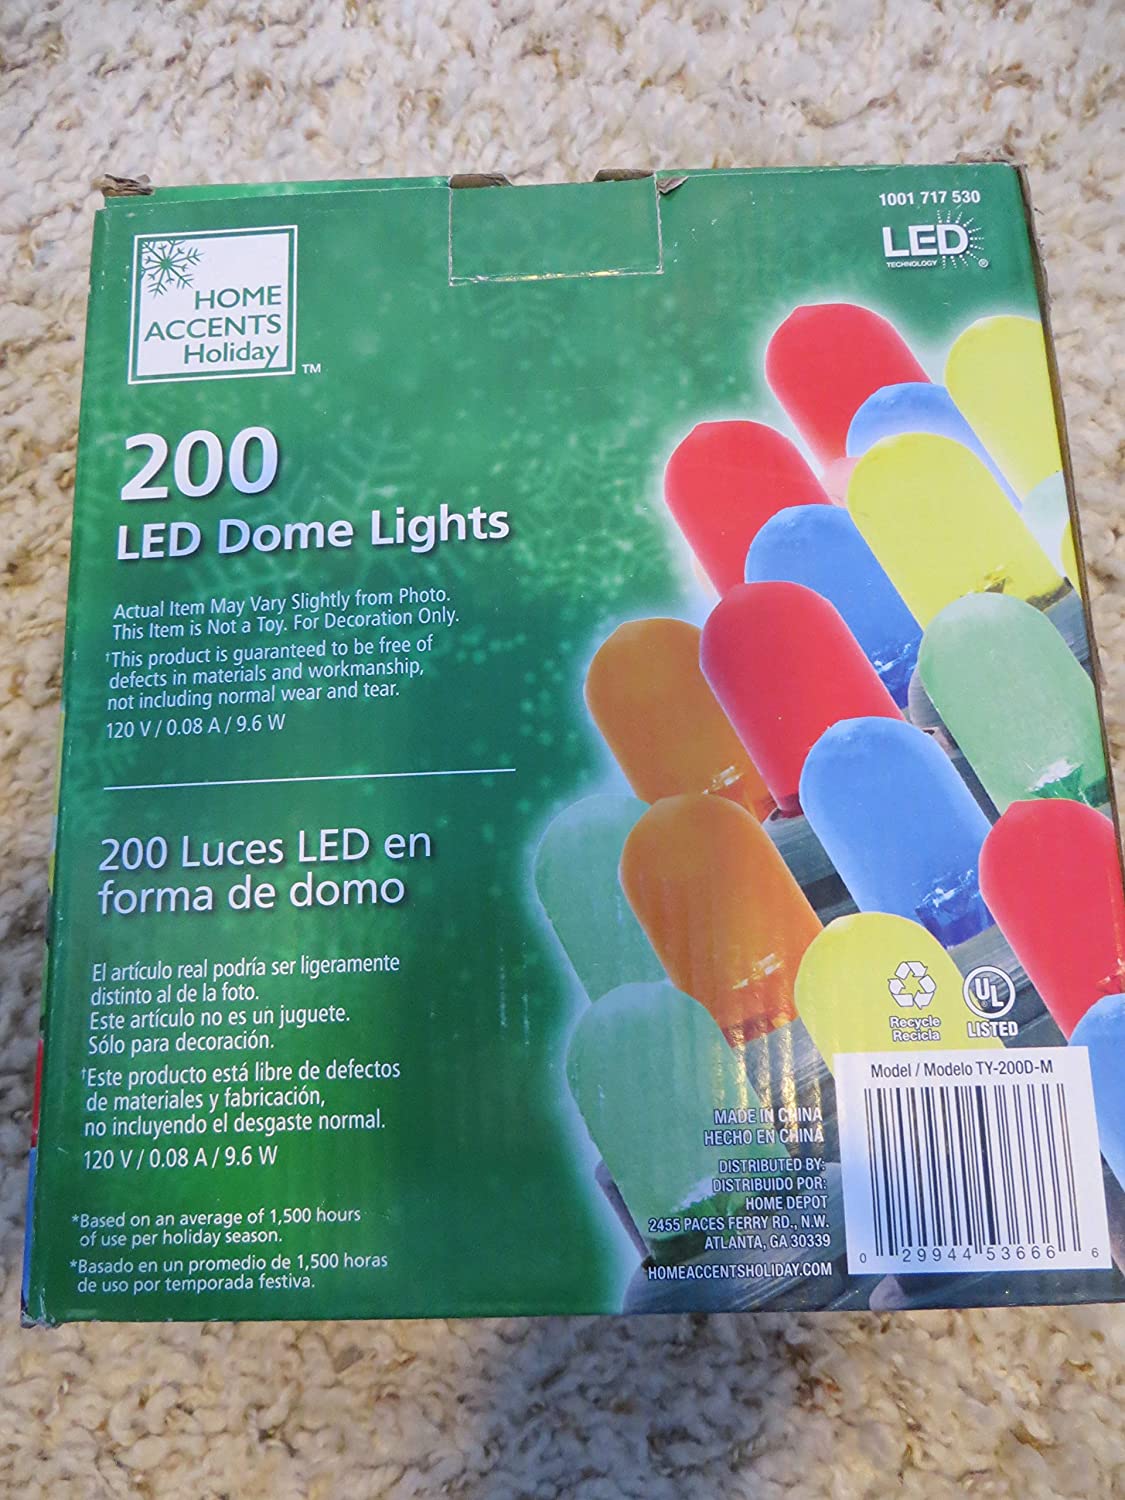 1001 717 530
LED
TECHNOLOGY ®
HOME
ACCENTS
Holiday ™
200
LED Dome Lights
Actual Item May Vary Slightly from Photo.
This Item is Not a Toy. For Decoration Only.
†This product is guaranteed to be free of
defects in materials and workmanship,
not including normal wear and tear.
120 V / 0.08 A / 9.6 W
200 Luces LED en
forma de domo
El artículo real podría ser ligeramente
distinto al de la foto.
Este artículo no es un juguete.
Sólo para decoración.
†Este producto está libre de defectos
de materiales y fabricación,
no incluyendo el desgaste normal.
120 V / 0.08 A / 9.6 W
*Based on an average of 1,500 hours
of use per holiday season.
*Basado en un promedio de 1,500 horas
de uso por temporada festiva.
Recycle
Recicla
UL
LISTED
MADE IN CHINA
HECHO EN CHINA
DISTRIBUTED BY:
DISTRIBUIDO POR:
HOME DEPOT
2455 PACES FERRY RD., N.W.
ATLANTA, GA 30339
HOMEACCENTSHOLIDAY.COM
Model / Modelo TY-200D-M
0 29944 53666 6